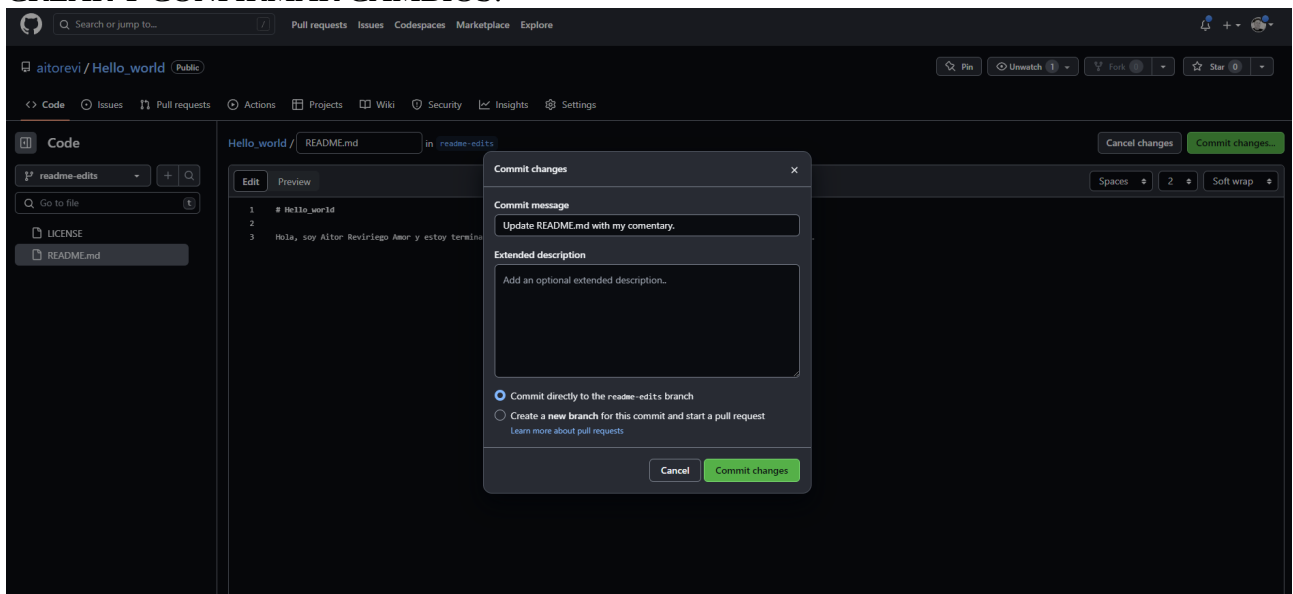 CREAR Y CONFIRMAR CAMBIOS:
Search or jump to... / Pull requests Issues Codespaces Marketplace Explore
aitorevi / Hello_world Public Pin Unwatch 1 Fork 0 Star 0
Code Issues Pull requests Actions Projects Wiki Security Insights Settings
Code
Hello_world / README.md in readme-edits Cancel changes Commit changes...
readme-edits
Edit Preview
Spaces 2 Soft wrap
Go to file t
LICENSE
README.md
1 # Hello_world
2
3 Hola, soy Aitor Reviriego Amor y estoy termina
Commit changes
Commit message
Update README.md with my comentary.
Extended description
Add an optional extended description..
Commit directly to the readme-edits branch
Create a new branch for this commit and start a pull request
Learn more about pull requests
Cancel Commit changes